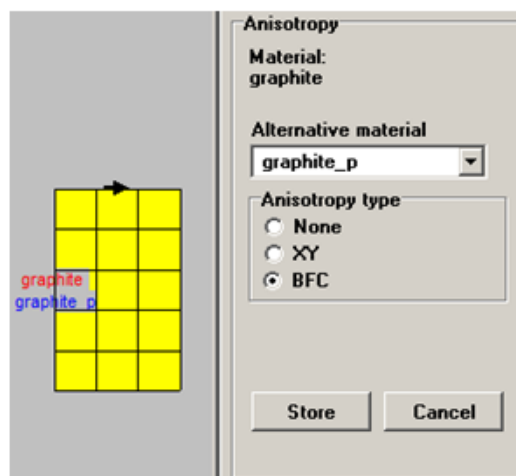 Anisotropy
Material:
graphite
Alternative material
graphite_p
Anisotropy type
None
XY
BFC
Store
Cancel
graphite
graphite_p